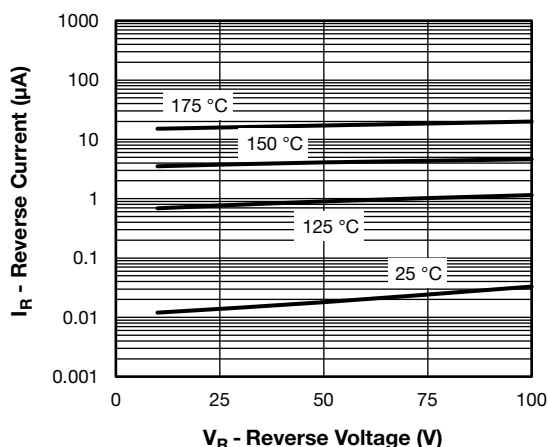 1000
100
10
1
0.1
0.01
0.001
I_R - Reverse Current (µA)
175 °C
150 °C
125 °C
25 °C
0 25 50 75 100
V_R - Reverse Voltage (V)